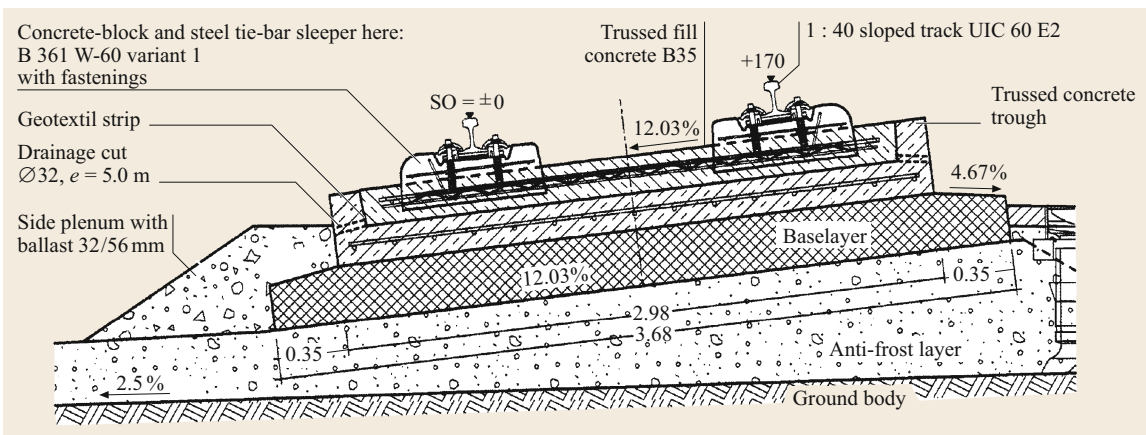 Concrete-block and steel tie-bar sleeper here:
B 361 W-60 variant 1
with fastenings
Geotextil strip
Drainage cut
∅32, e = 5.0 m
Side plenum with
ballast 32/56 mm
SO = ±0
Trussed fill
concrete B35
+170
1 : 40 sloped track UIC 60 E2
Trussed concrete
trough
12.03%
4.67%
Baselayer
12.03%
0.35
2.98
3.68
0.35
Anti-frost layer
2.5%
Ground body